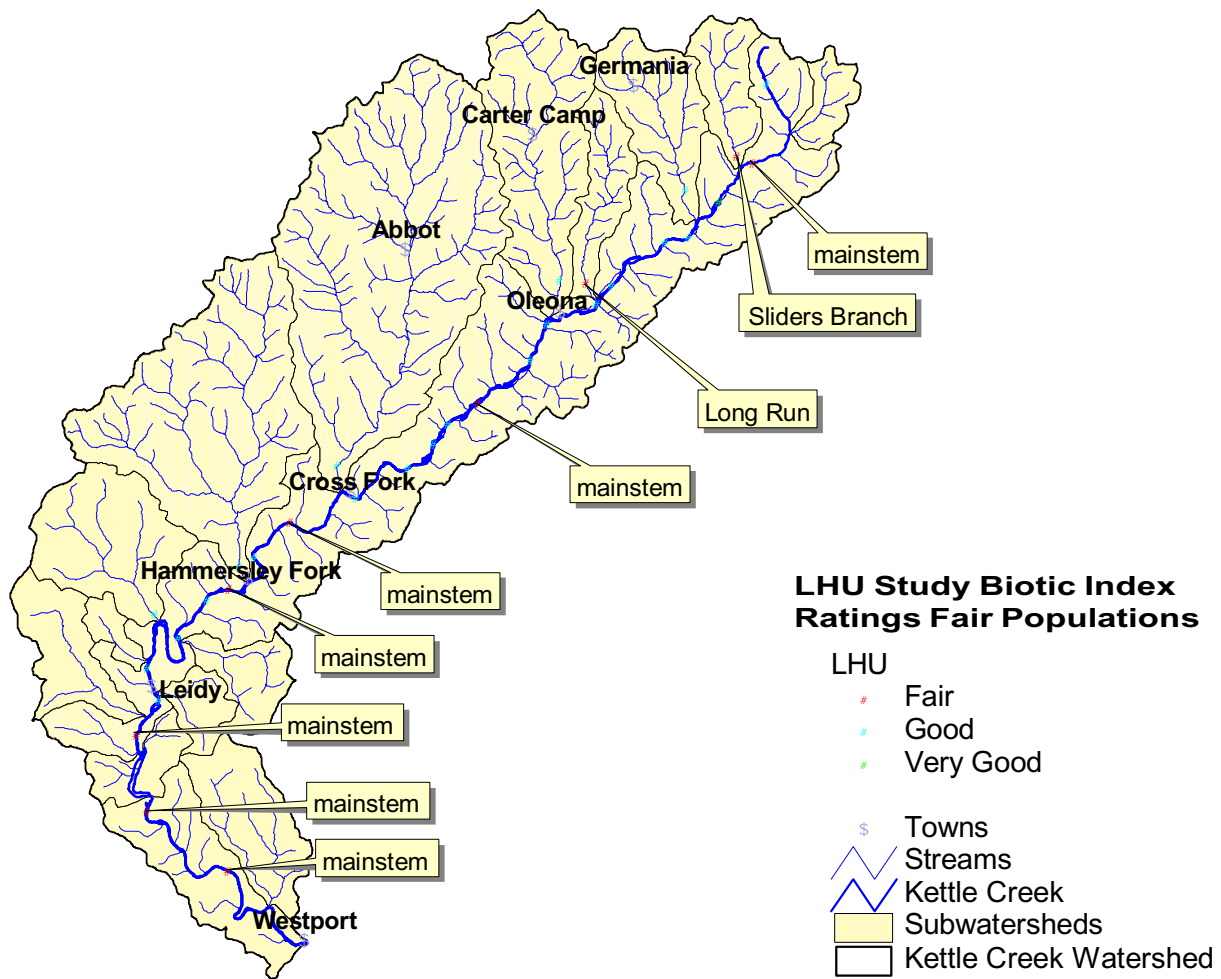 Germania
Carter Camp
Abbot
mainstem
Sliders Branch
Oleona
Long Run
mainstem
Cross Fork
mainstem
Hammersley Fork
mainstem
Leidy
mainstem
mainstem
mainstem
Westport
LHU Study Biotic Index
Ratings Fair Populations
LHU
# Fair
# Good
# Very Good
$ Towns
Streams
Kettle Creek
Subwatersheds
Kettle Creek Watershed